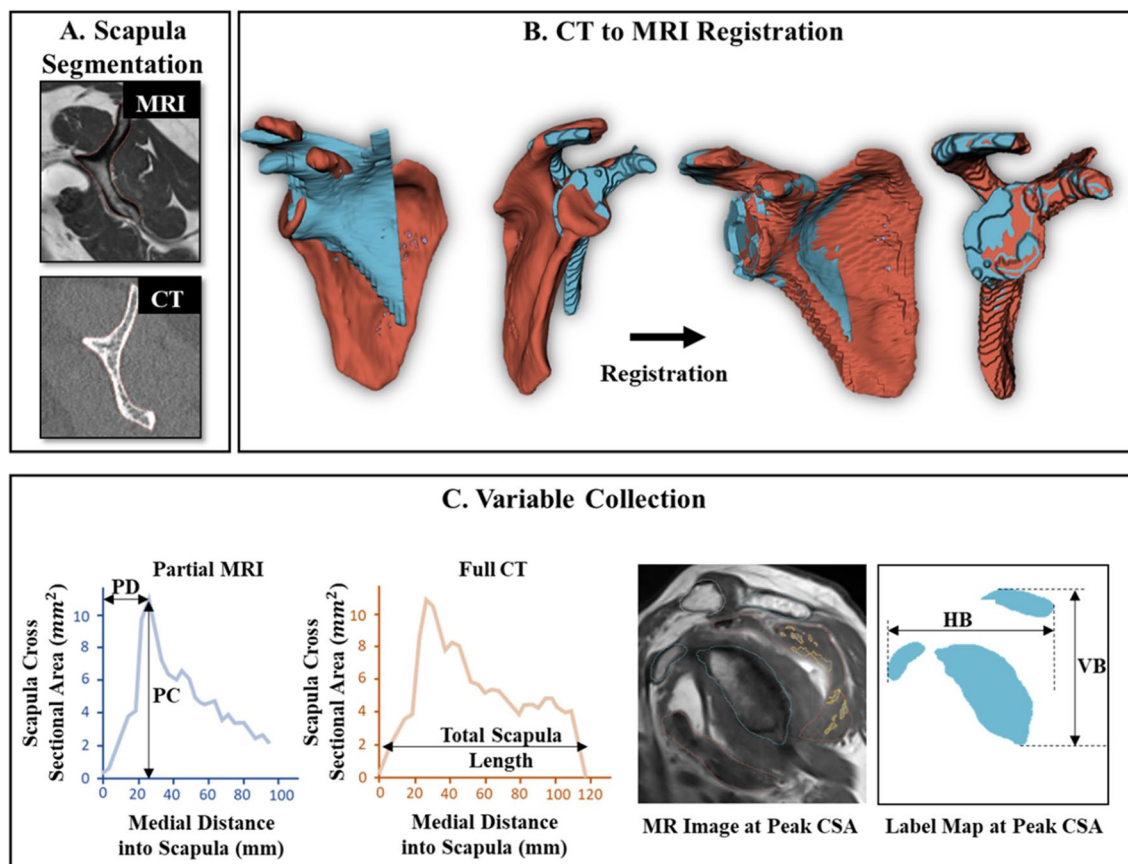 A. Scapula
Segmentation
MRI
CT
B. CT to MRI Registration
Registration
C. Variable Collection
Partial MRI
PD
PC
Scapula Cross
Sectional Area (mm²)
10
8
6
4
2
0
0 20 40 60 80 100
Medial Distance
into Scapula (mm)
Full CT
Total Scapula
Length
Scapula Cross
Sectional Area (mm²)
10
8
6
4
2
0
0 20 40 60 80 100 120
Medial Distance
into Scapula (mm)
MR Image at Peak CSA
HB
VB
Label Map at Peak CSA